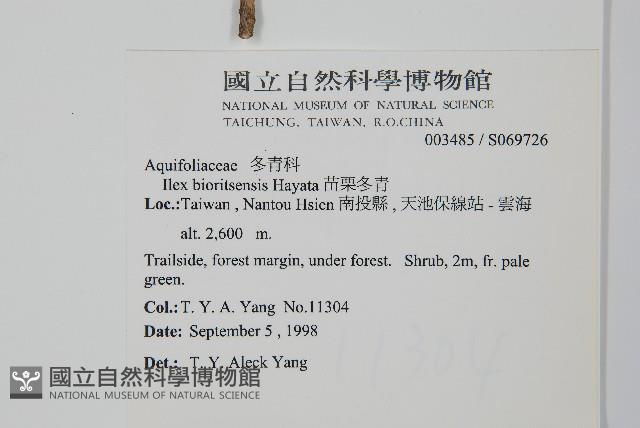 國立自然科學博物館
NATIONAL MUSEUM OF NATURAL SCIENCE
TAICHUNG, TAIWAN, R.O.CHINA
003485 / S069726
Aquifoliaceae 冬青科
Ilex bioritsensis Hayata 苗栗冬青
Loc.:Taiwan , Nantou Hsien 南投縣 , 天池保線站 - 雲海
alt. 2,600 m.
Trailside, forest margin, under forest. Shrub, 2m, fr. pale
green.
Col.: T. Y. A. Yang No.11304
Date: September 5 , 1998
11304
Det.: T. Y. Aleck Yang
國立自然科學博物館
NATIONAL MUSEUM OF NATURAL SCIENCE